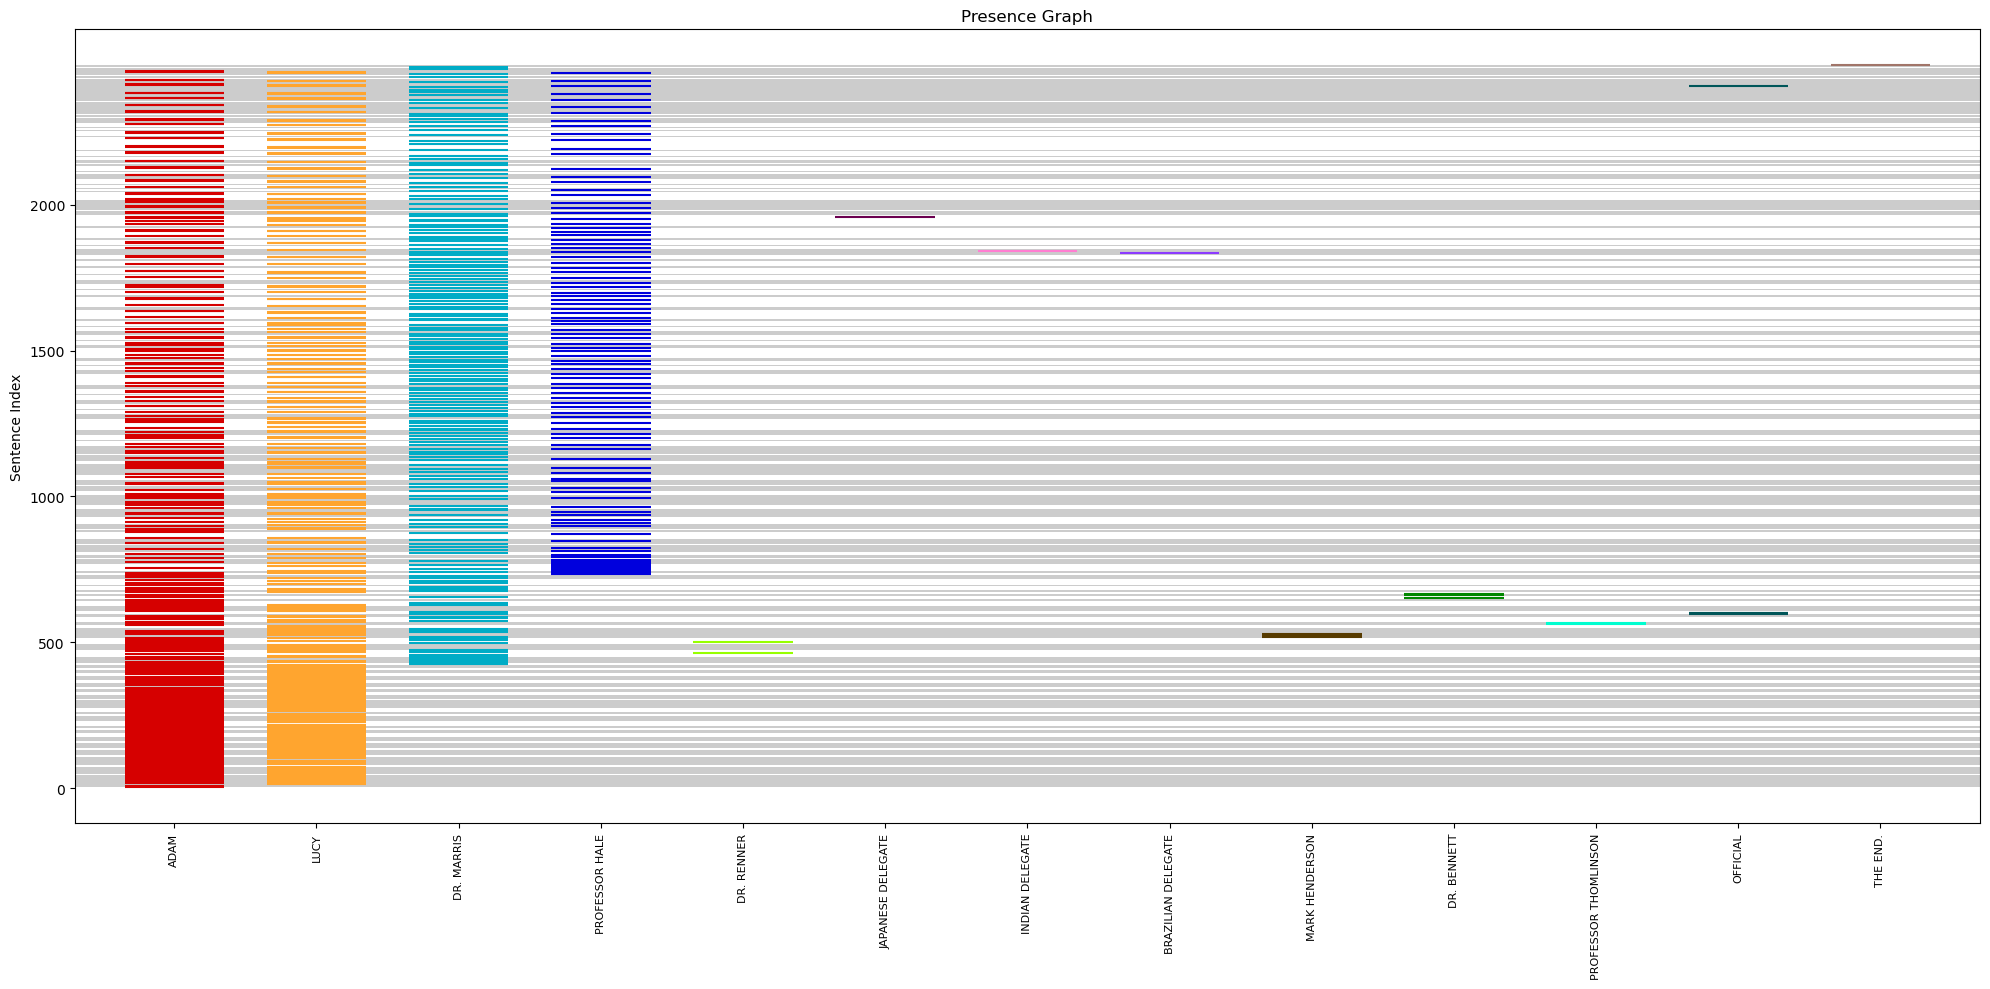 Presence Graph
Sentence Index
2000
1500
1000
500
0
ADAM
LUCY
DR. MARRIS
PROFESSOR HALE
DR. RENNER
JAPANESE DELEGATE
INDIAN DELEGATE
BRAZILIAN DELEGATE
MARK HENDERSON
DR. BENNETT
PROFESSOR THOMLINSON
OFFICIAL
THE END.